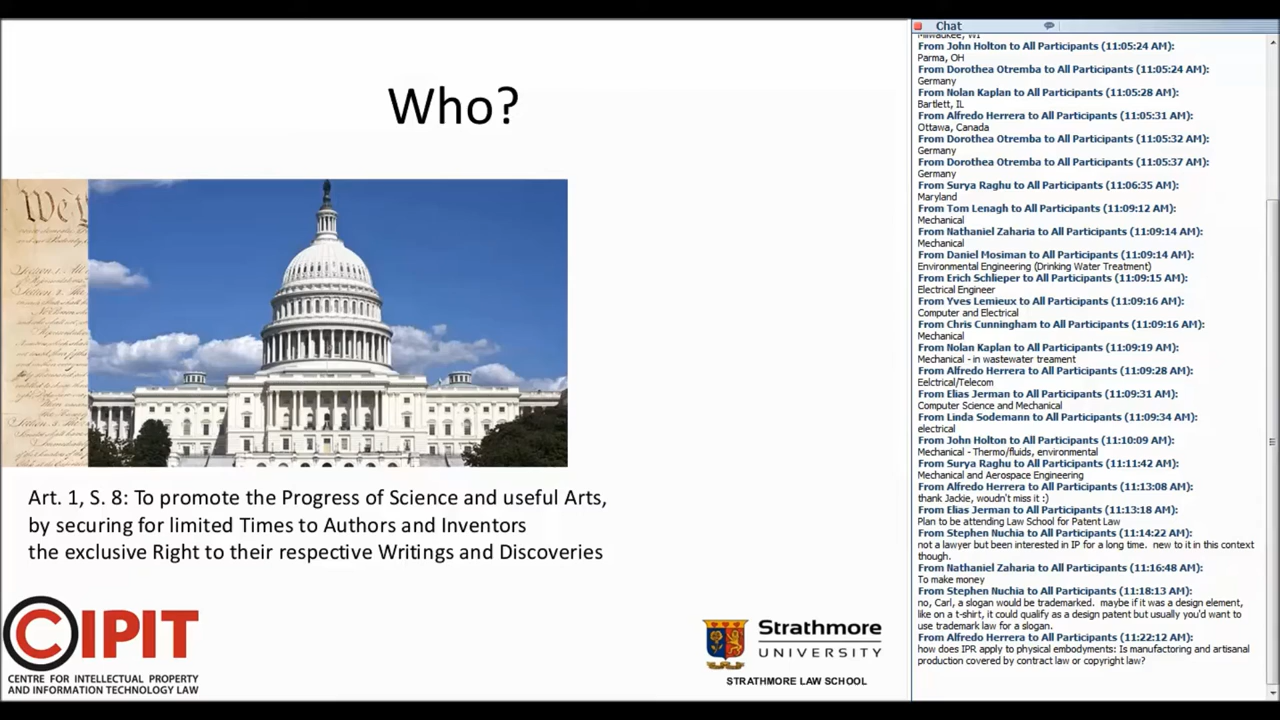 Who?
We
Art. 1, S. 8: To promote the Progress of Science and useful Arts,
by securing for limited Times to Authors and Inventors
the exclusive Right to their respective Writings and Discoveries
CIPIT
CENTRE FOR INTELLECTUAL PROPERTY
AND INFORMATION TECHNOLOGY LAW
Strathmore
UNIVERSITY
STRATHMORE LAW SCHOOL
Chat
Milwaukee, WI
From John Holton to All Participants (11:05:24 AM):
Parma, OH
From Dorothea Otremba to All Participants (11:05:24 AM):
Germany
From Nolan Kaplan to All Participants (11:05:28 AM):
Bartlett, IL
From Alfredo Herrera to All Participants (11:05:31 AM):
Ottawa, Canada
From Dorothea Otremba to All Participants (11:05:32 AM):
Germany
From Dorothea Otremba to All Participants (11:05:37 AM):
Germany
From Surya Raghu to All Participants (11:06:35 AM):
Maryland
From Tom Lenagh to All Participants (11:09:12 AM):
Mechanical
From Nathaniel Zaharia to All Participants (11:09:14 AM):
Mechanical
From Daniel Mosiman to All Participants (11:09:14 AM):
Environmental Engineering (Drinking Water Treatment)
From Erich Schlieper to All Participants (11:09:15 AM):
Electrical Engineer
From Yves Lemieux to All Participants (11:09:16 AM):
Computer and Electrical
From Chris Cunningham to All Participants (11:09:16 AM):
Mechanical
From Nolan Kaplan to All Participants (11:09:19 AM):
Mechanical - in wastewater treament
From Alfredo Herrera to All Participants (11:09:28 AM):
Eelctrical/Telecom
From Elias Jerman to All Participants (11:09:31 AM):
Computer Science and Mechanical
From Linda Sodemann to All Participants (11:09:34 AM):
electrical
From John Holton to All Participants (11:10:09 AM):
Mechanical - Thermo/fluids, environmental
From Surya Raghu to All Participants (11:11:42 AM):
Mechanical and Aerospace Engineering
From Alfredo Herrera to All Participants (11:13:08 AM):
thank Jackie, woudn't miss it :)
From Elias Jerman to All Participants (11:13:18 AM):
Plan to be attending Law School for Patent Law
From Stephen Nuchia to All Participants (11:14:22 AM):
not a lawyer but been interested in IP for a long time.  new to it in this context
though.
From Nathaniel Zaharia to All Participants (11:16:48 AM):
To make money
From Stephen Nuchia to All Participants (11:18:13 AM):
no, Carl, a slogan would be trademarked.  maybe if it was a design element,
like on a t-shirt, it could qualify as a design patent but usually you'd want to
use trademark law for a slogan.
From Alfredo Herrera to All Participants (11:22:12 AM):
how does IPR apply to physical embodyments: Is manufactoring and artisanal
production covered by contract law or copyright law?